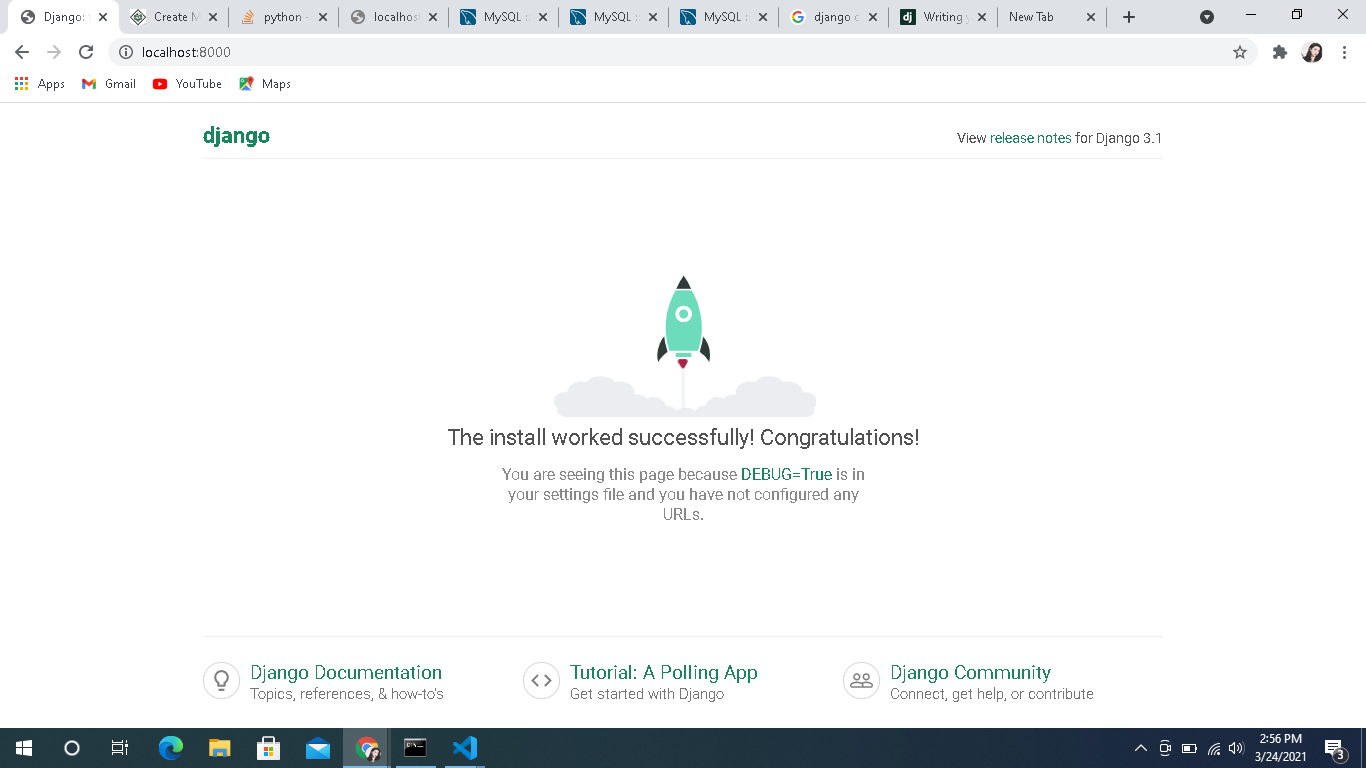 Django:
Create M
python -
localhost
MySQL
MySQL
MySQL
django c
Writing y
New Tab
localhost:8000
Apps
Gmail
YouTube
Maps
django
View release notes for Django 3.1
The install worked successfully! Congratulations!
You are seeing this page because DEBUG=True is in
your settings file and you have not configured any
URLs.
Django Documentation
Topics, references, & how-to's
Tutorial: A Polling App
Get started with Django
Django Community
Connect, get help, or contribute
2:56 PM
3/24/2021
3